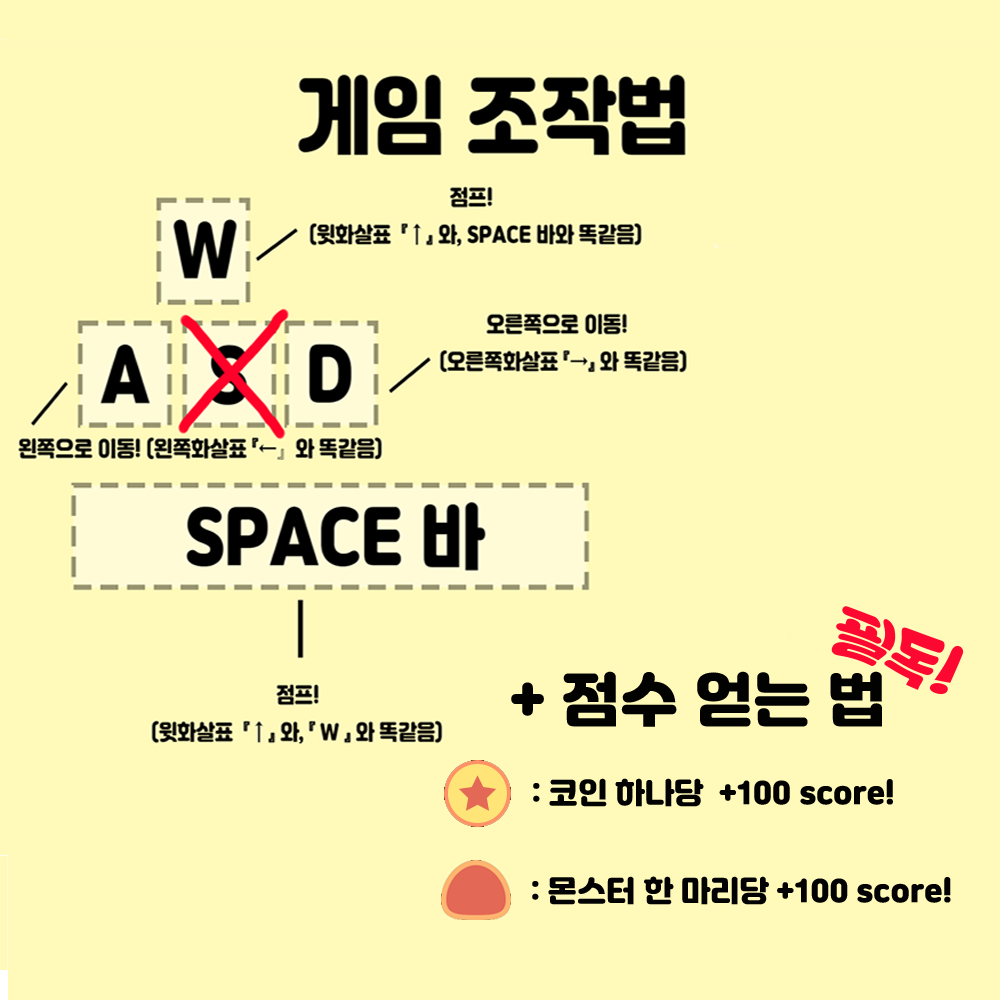 게임 조작법
점프!
W
(윗화살표 『↑』 와, SPACE 바와 똑같음)
오른쪽으로 이동!
(오른쪽화살표 『→』 와 똑같음)
A S D
왼쪽으로 이동! (왼쪽화살표 『←』 와 똑같음)
SPACE 바
점프!
(윗화살표 『↑』 와, 『 W 』 와 똑같음)
필독!
+ 점수 얻는 법
: 코인 하나당 +100 score!
: 몬스터 한 마리당 +100 score!